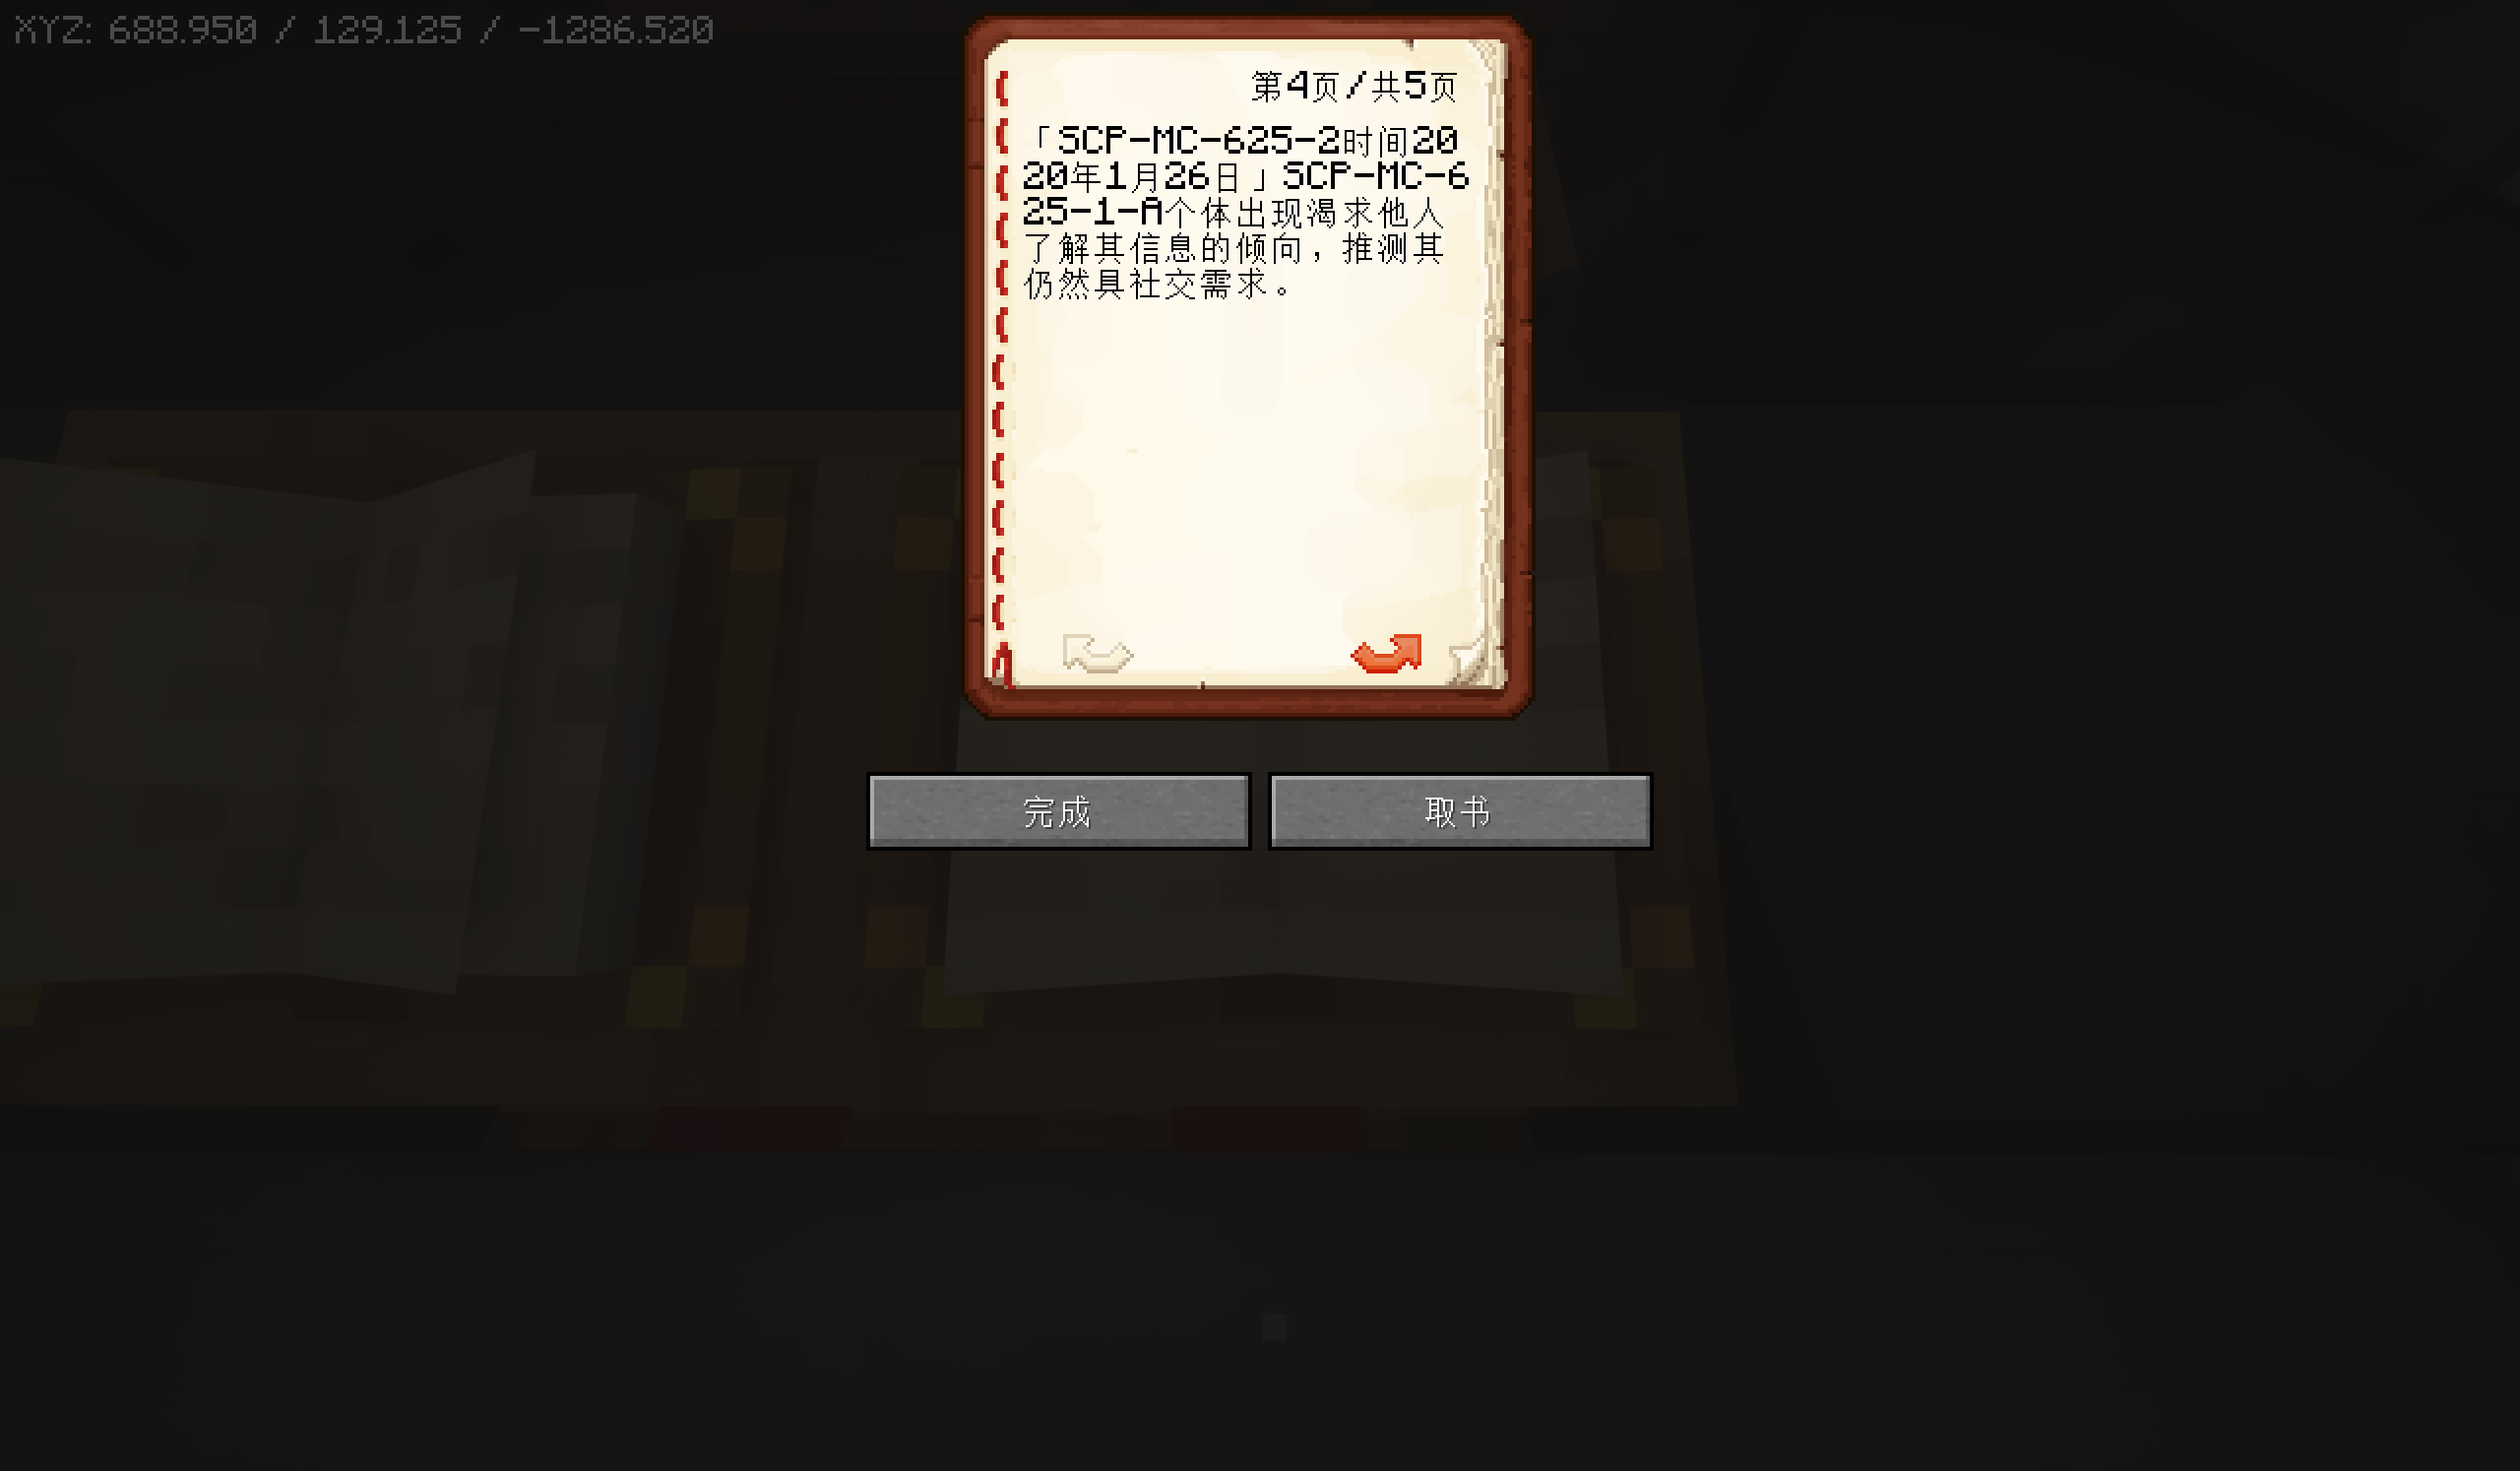 XYZ: 688.950 / 129.125 / -1286.520
第4页/共5页
「SCP-MC-625-2时间20
20年1月26日」SCP-MC-6
25-1-A个体出现渴求他人
了解其信息的倾向，推测其
仍然具社交需求。
完成
取书